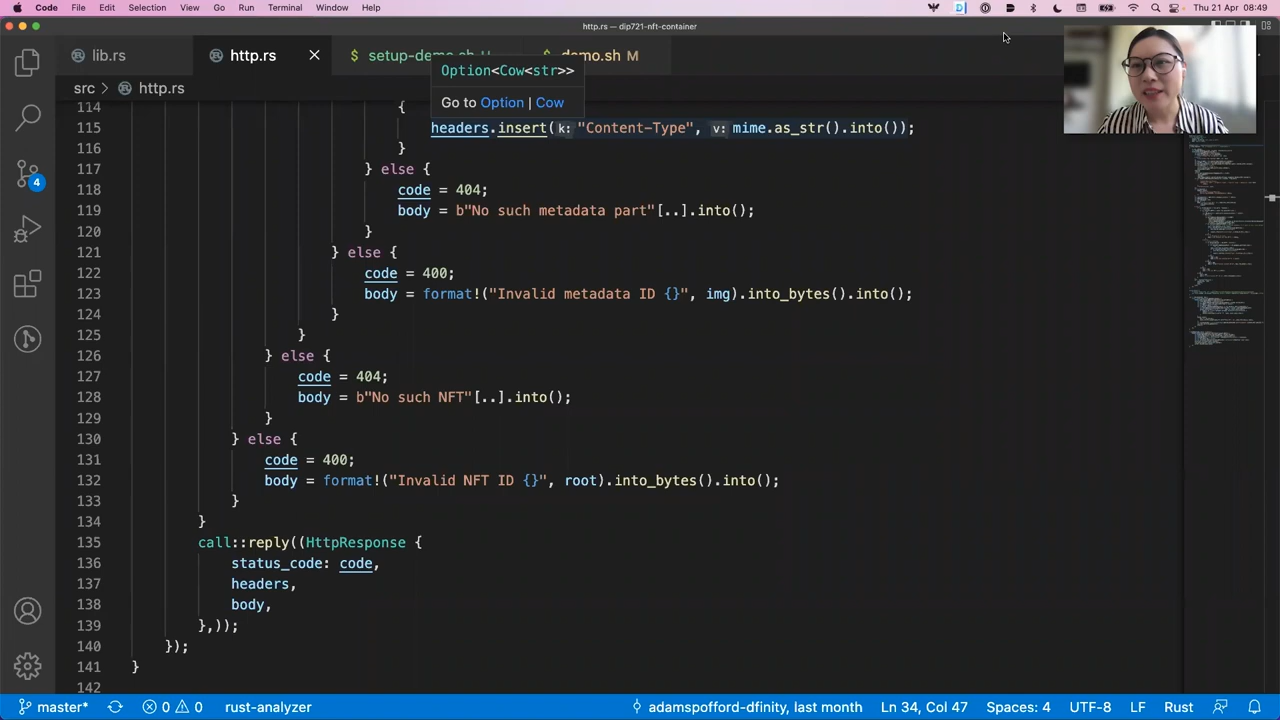 Code File Edit Selection View Go Run Terminal Window Help Thu 21 Apr 08:49
http.rs — dip721-nft-container
lib.rs http.rs setup-demo.sh demo.sh M
Option<Cow<str>>
src > http.rs
Go to Option | Cow
114 {
115 headers.insert(k: "Content-Type", v: mime.as_str().into());
116 }
117 } else {
118 code = 404;
119 body = b"No such metadata part"[..].into();
120 }
121 } else {
122 code = 400;
123 body = format!("Invalid metadata ID {}", img).into_bytes().into();
124 }
125 }
126 } else {
127 code = 404;
128 body = b"No such NFT"[..].into();
129 }
130 } else {
131 code = 400;
132 body = format!("Invalid NFT ID {}", root).into_bytes().into();
133 }
134 }
135 call::reply((HttpResponse {
136 status_code: code,
137 headers,
138 body,
139 },));
140 });
141 }
142
4
master* 0 0 rust-analyzer adamspofford-dfinity, last month Ln 34, Col 47 Spaces: 4 UTF-8 LF Rust